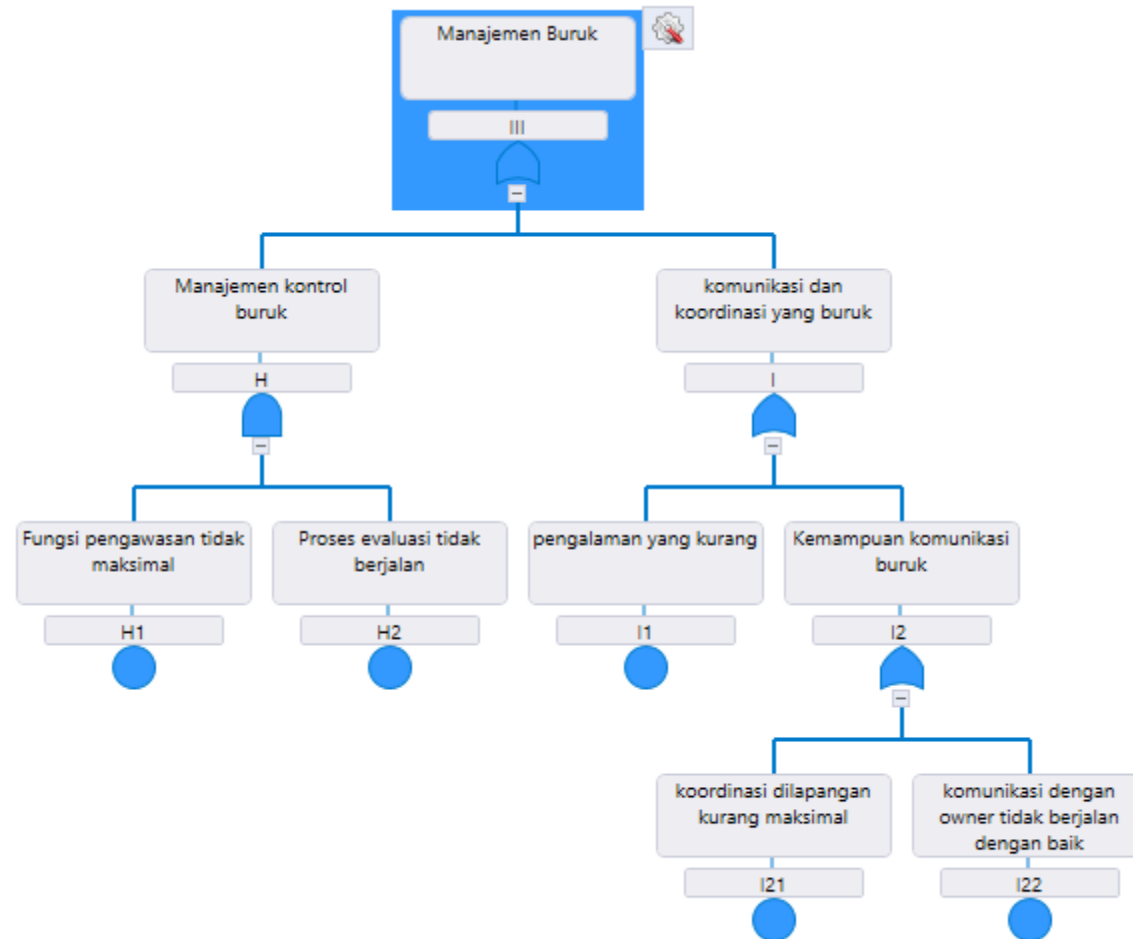 Manajemen Buruk
III
Manajemen kontrol
buruk
H
komunikasi dan
koordinasi yang buruk
I
Fungsi pengawasan tidak
maksimal
H1
Proses evaluasi tidak
berjalan
H2
pengalaman yang kurang
I1
Kemampuan komunikasi
buruk
I2
koordinasi dilapangan
kurang maksimal
I21
komunikasi dengan
owner tidak berjalan
dengan baik
I22